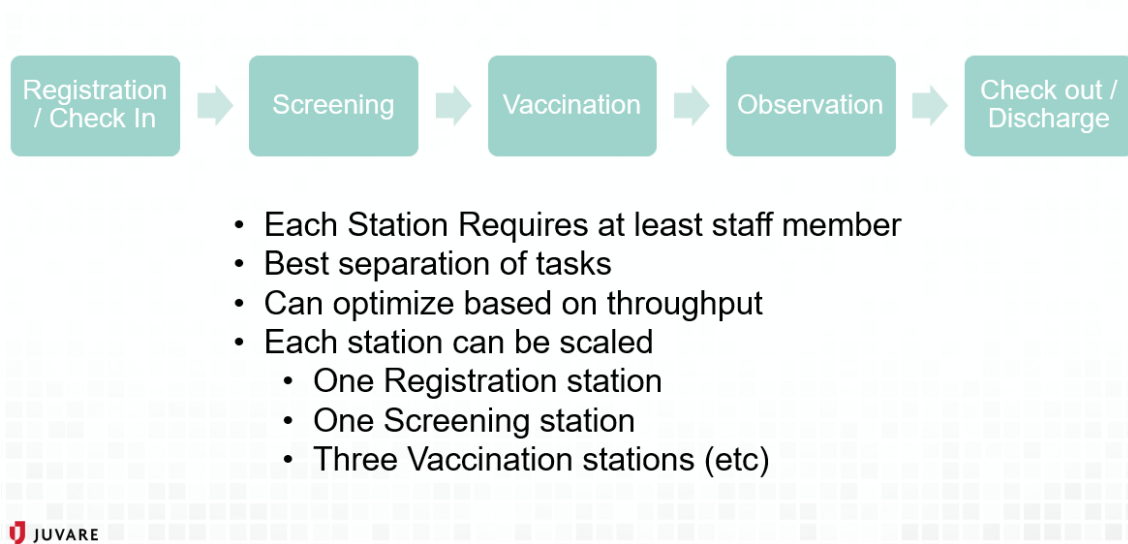 Registration
/ Check In
Screening
Vaccination
Observation
Check out /
Discharge
• Each Station Requires at least staff member
• Best separation of tasks
• Can optimize based on throughput
• Each station can be scaled
• One Registration station
• One Screening station
• Three Vaccination stations (etc)
JUVARE